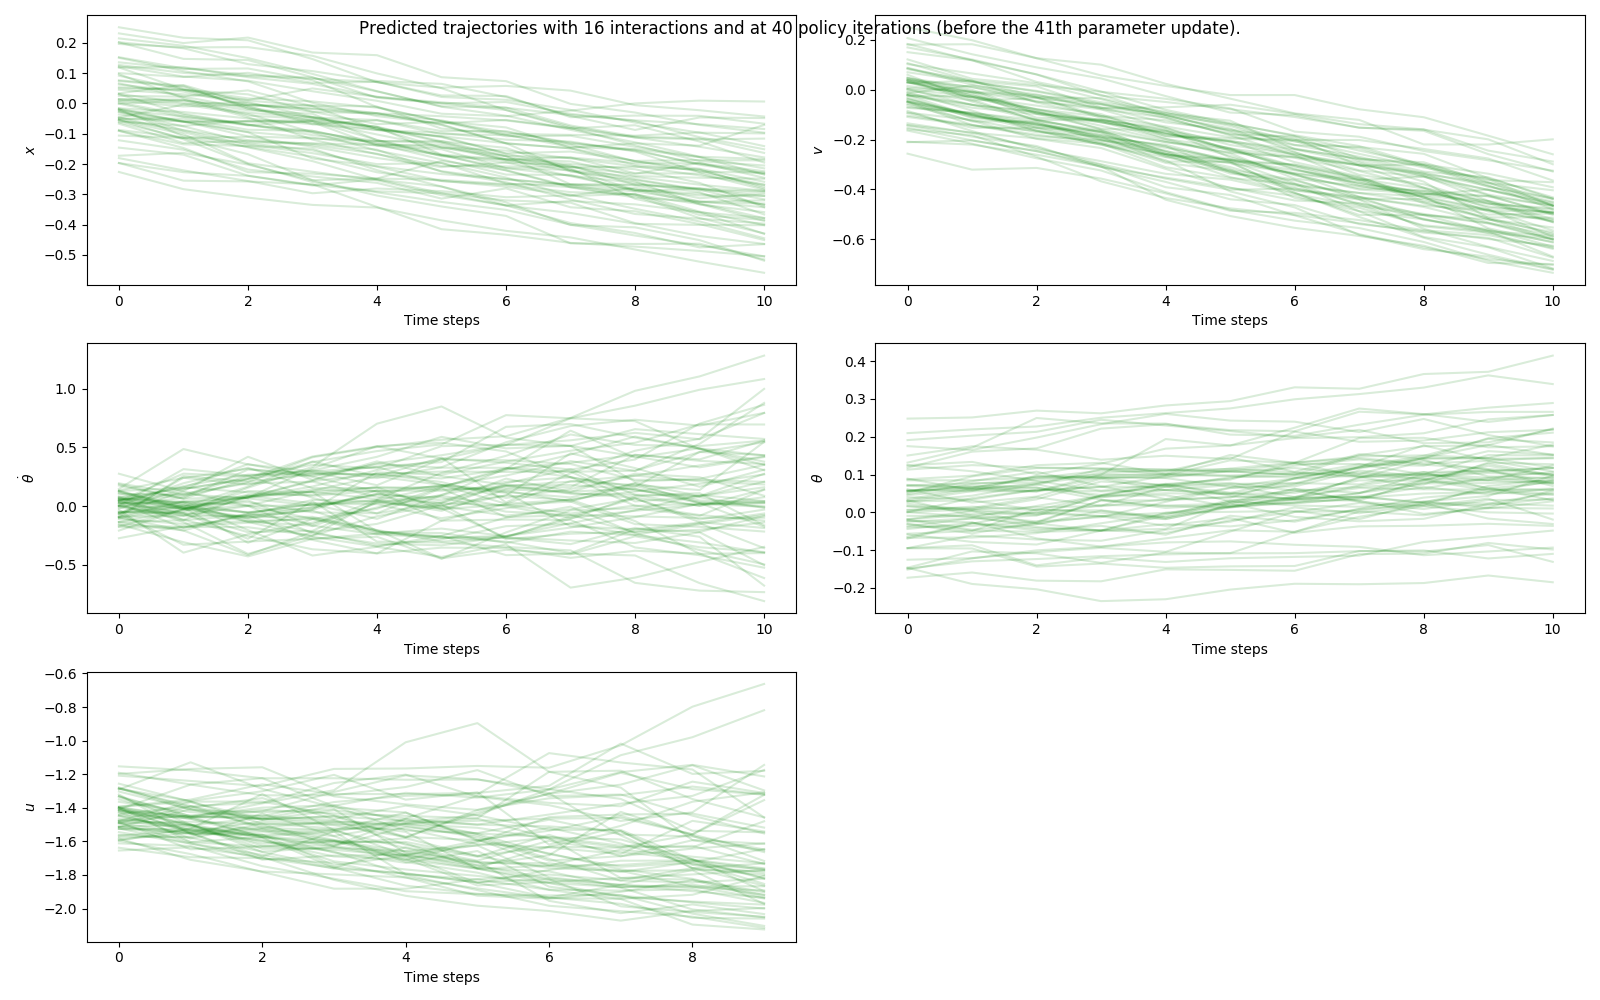 Predicted trajectories with 16 interactions and at 40 policy iterations (before the 41th parameter update).
0.2
0.1
0.0
−0.1
−0.2
−0.3
−0.4
−0.5
x
0 2 4 6 8 10
Time steps
0.2
0.0
−0.2
−0.4
−0.6
v
0 2 4 6 8 10
Time steps
1.0
0.5
0.0
−0.5
θ̇
0 2 4 6 8 10
Time steps
0.4
0.3
0.2
0.1
0.0
−0.1
−0.2
θ
0 2 4 6 8 10
Time steps
−0.6
−0.8
−1.0
−1.2
−1.4
−1.6
−1.8
−2.0
u
0 2 4 6 8
Time steps